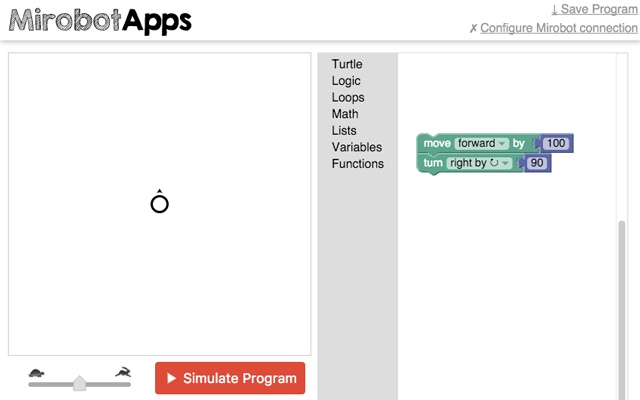 MirobotApps
↓ Save Program
✗ Configure Mirobot connection
Turtle
Logic
Loops
Math
Lists
Variables
Functions
move forward by 100
turn right by ↻ 90
Simulate Program